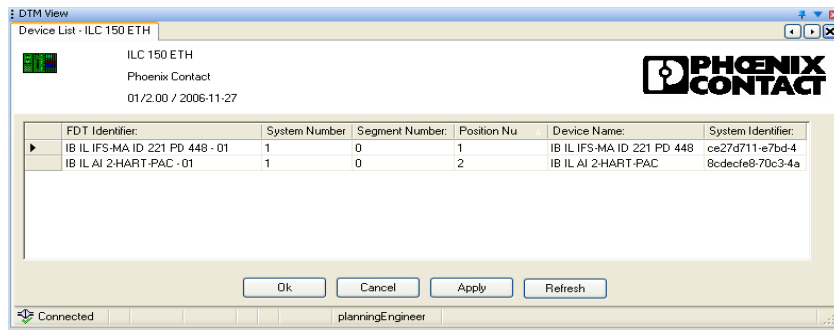 DTM View
Device List - ILC 150 ETH
ILC 150 ETH
Phoenix Contact
01/2.00 / 2006-11-27
PHŒNIX
CONTACT
FDT Identifier: System Number Segment Number: Position Nu Device Name: System Identifier:
IB IL IFS-MA ID 221 PD 448 - 01 1 0 1 IB IL IFS-MA ID 221 PD 448 ce27d711-e7bd-4
IB IL AI 2-HART-PAC - 01 1 0 2 IB IL AI 2-HART-PAC 8cdecfe8-70c3-4a
Ok Cancel Apply Refresh
Connected planningEngineer